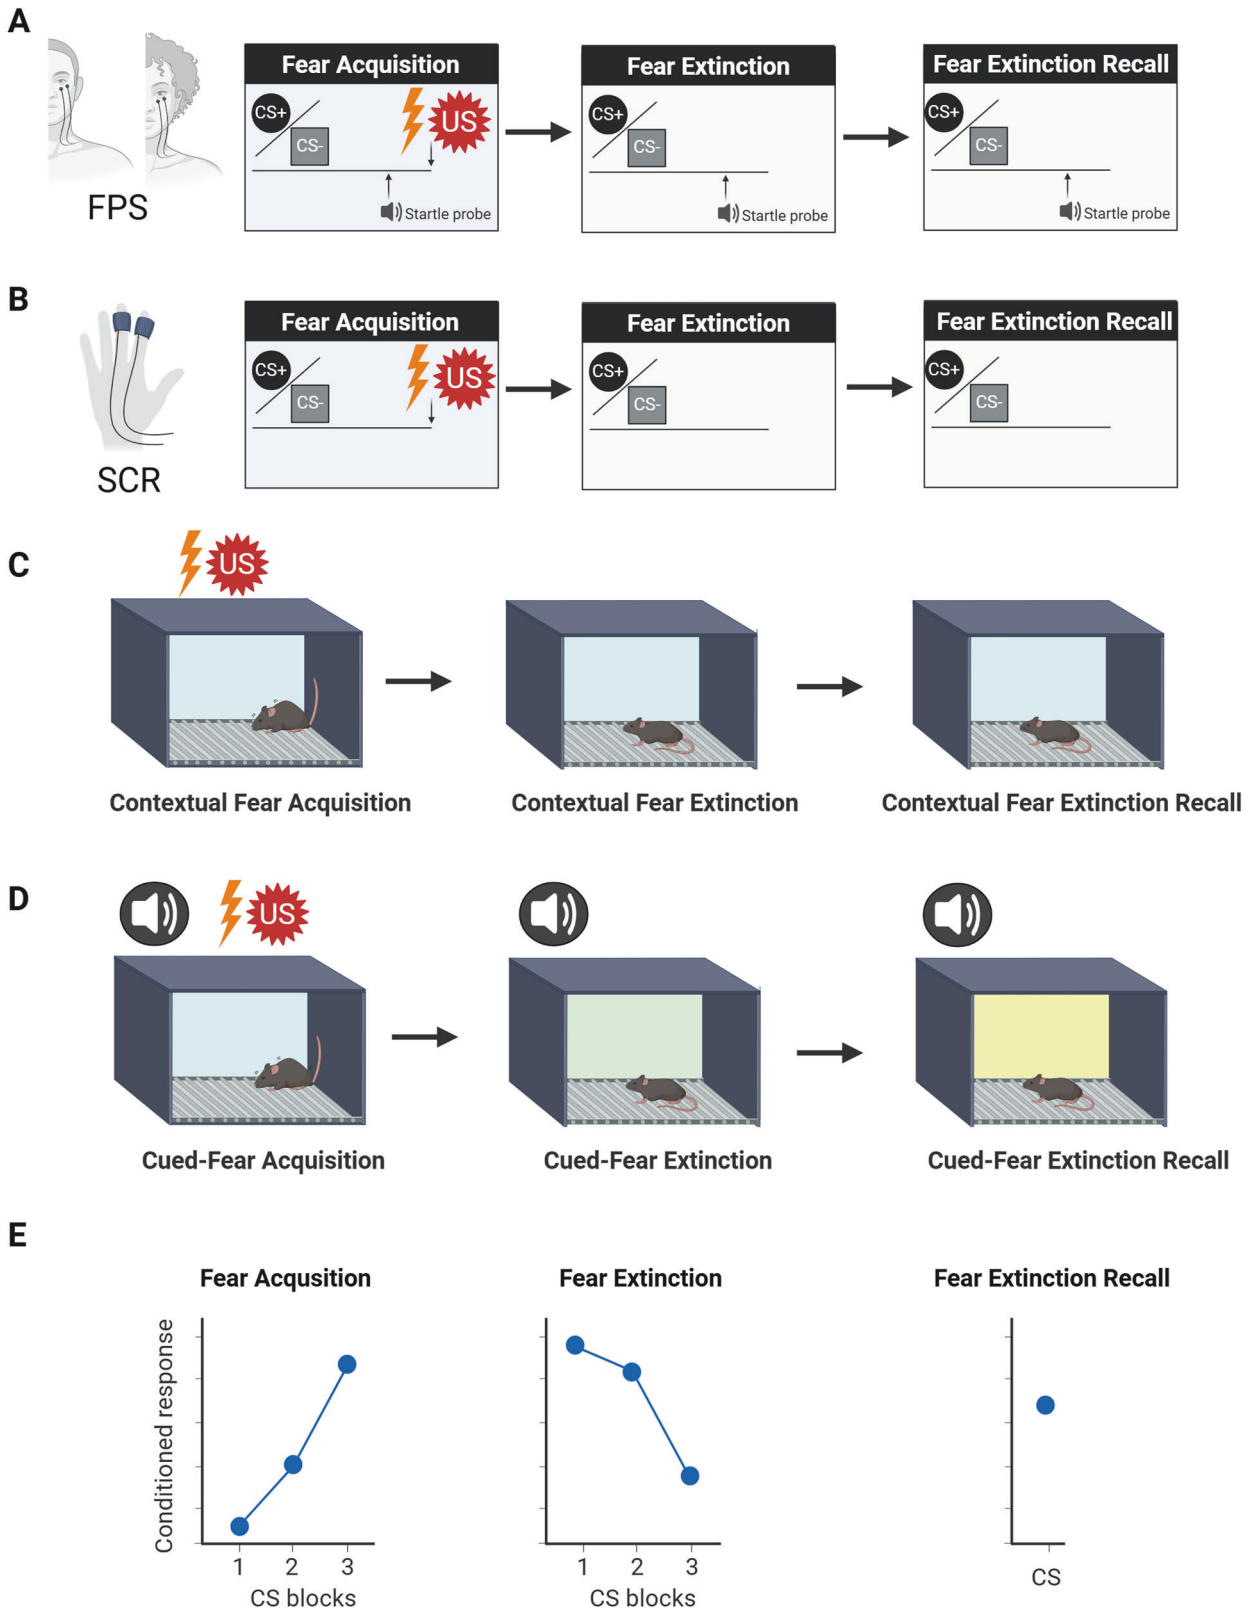 A
Fear Acquisition
Fear Extinction
Fear Extinction Recall
CS+
CS-
US
CS+
CS-
CS+
CS-
FPS
Startle probe
Startle probe
Startle probe
B
Fear Acquisition
Fear Extinction
Fear Extinction Recall
CS+
CS-
US
CS+
CS-
CS+
CS-
SCR
C
US
Contextual Fear Acquisition
Contextual Fear Extinction
Contextual Fear Extinction Recall
D
US
Cued-Fear Acquisition
Cued-Fear Extinction
Cued-Fear Extinction Recall
E
Fear Acqusition
Fear Extinction
Fear Extinction Recall
Conditioned response
1 2 3
CS blocks
1 2 3
CS blocks
CS